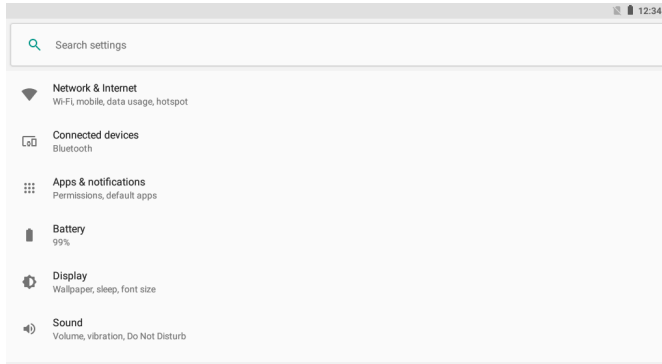 12:34
Search settings
Network & Internet
Wi-Fi, mobile, data usage, hotspot
Connected devices
Bluetooth
Apps & notifications
Permissions, default apps
Battery
99%
Display
Wallpaper, sleep, font size
Sound
Volume, vibration, Do Not Disturb